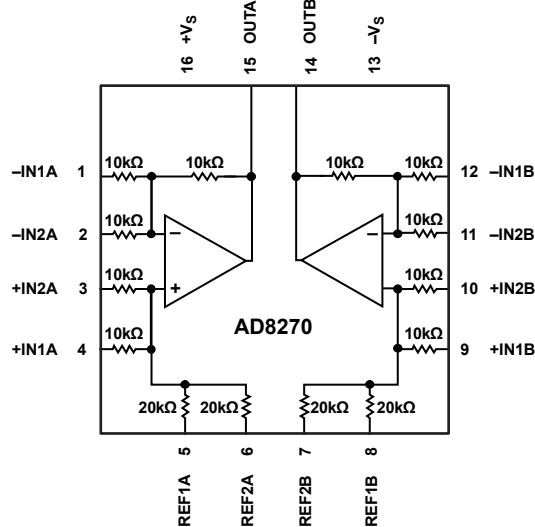 +VS
OUTA
OUTB
–VS
16
15
14
13
–IN1A 1 10kΩ 10kΩ 10kΩ 10kΩ 12 –IN1B
–IN2A 2 10kΩ – – 10kΩ 11 –IN2B
+IN2A 3 10kΩ + 10kΩ 10 +IN2B
AD8270
+IN1A 4 10kΩ 10kΩ 9 +IN1B
20kΩ 20kΩ 20kΩ 20kΩ
5
6
7
8
REF1A
REF2A
REF2B
REF1B